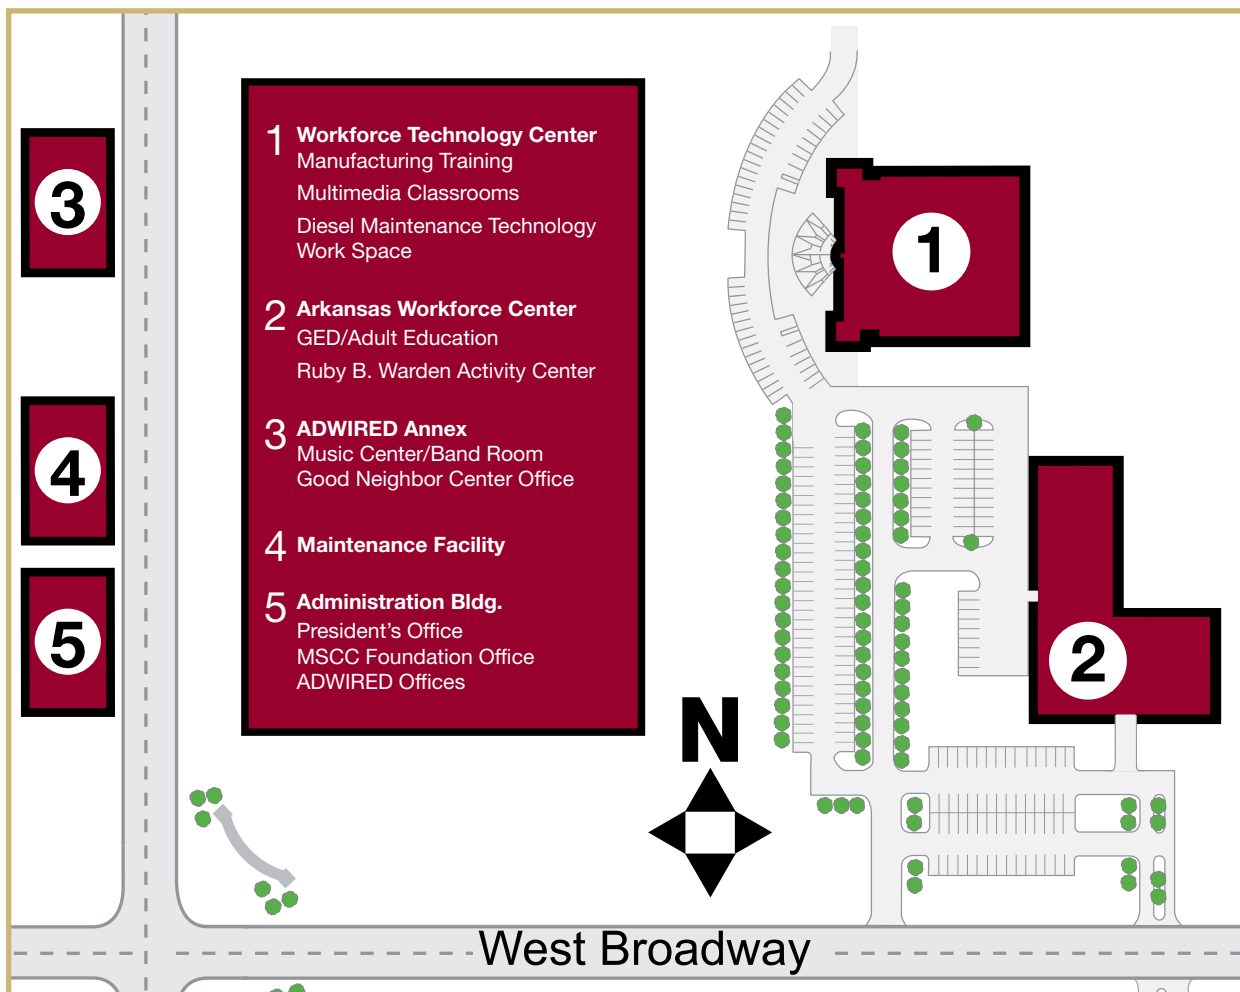 1 Workforce Technology Center
Manufacturing Training
Multimedia Classrooms
Diesel Maintenance Technology
Work Space
2 Arkansas Workforce Center
GED/Adult Education
Ruby B. Warden Activity Center
3 ADWIRED Annex
Music Center/Band Room
Good Neighbor Center Office
4 Maintenance Facility
5 Administration Bldg.
President's Office
MSCC Foundation Office
ADWIRED Offices
3
4
5
1
2
N
West Broadway